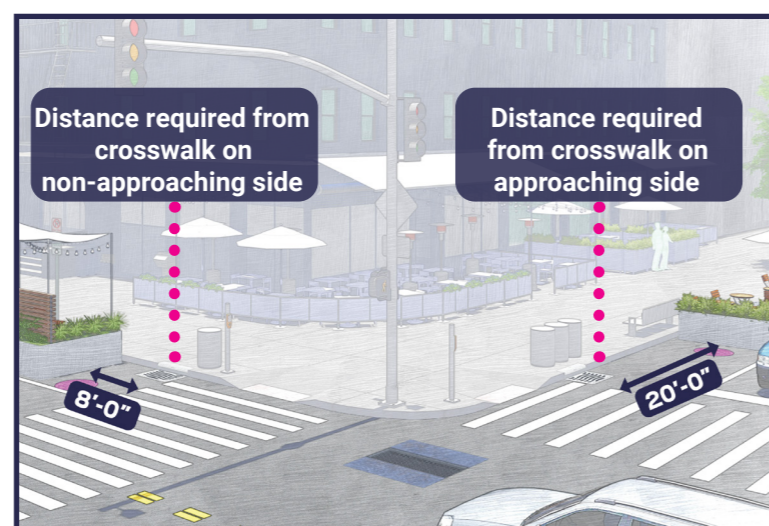 Distance required from
crosswalk on
non-approaching side
Distance required
from crosswalk on
approaching side
8'-0"
20'-0"